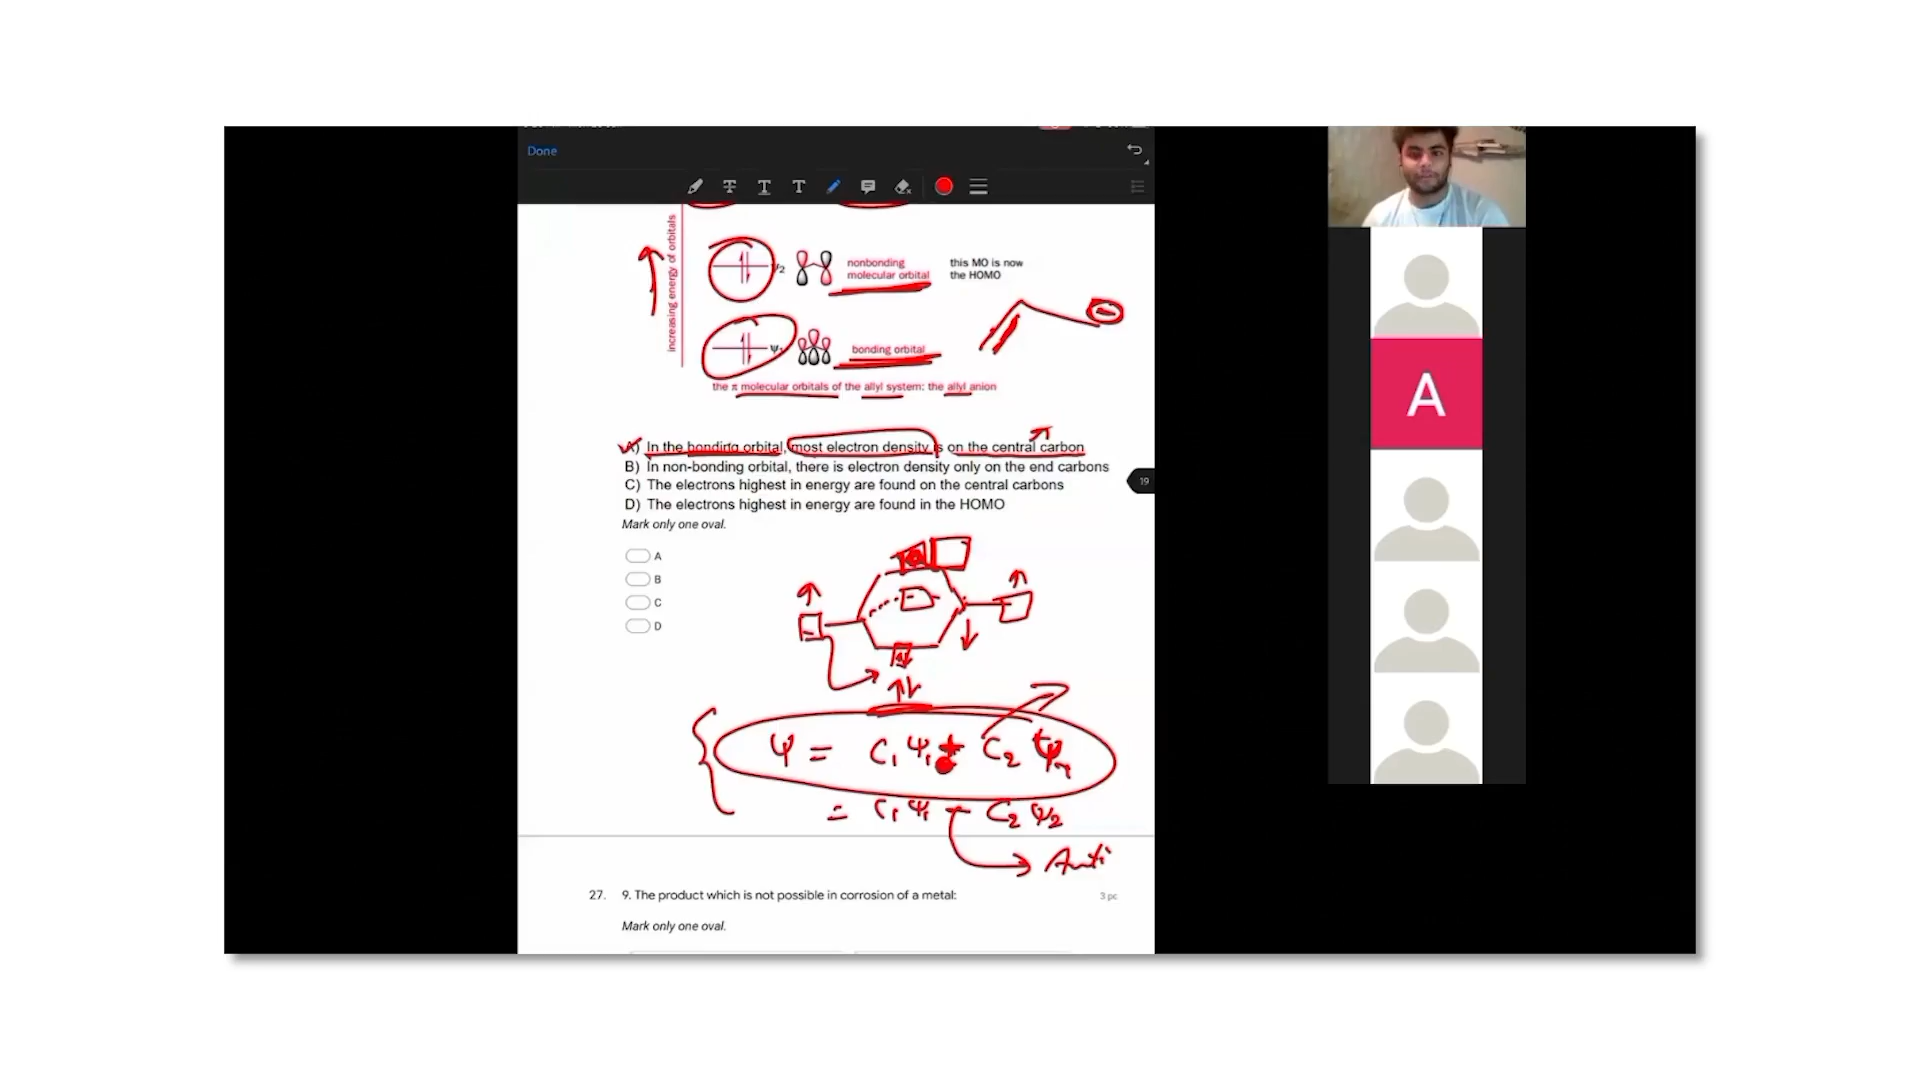 Done
increasing energy of orbitals
ψ2
nonbonding
molecular orbital
this MO is now
the HOMO
ψ
bonding orbital
the π molecular orbitals of the allyl system: the allyl anion
A) In the bonding orbital, most electron density is on the central carbon
B) In non-bonding orbital, there is electron density only on the end carbons
C) The electrons highest in energy are found on the central carbons
D) The electrons highest in energy are found in the HOMO
Mark only one oval.
A
B
C
D
19
A
ψ = C1 ψ1 ± C2 ψ
= C1 ψ1 - C2 ψ2
Anti
27. 9. The product which is not possible in corrosion of a metal:
3 pc
Mark only one oval.